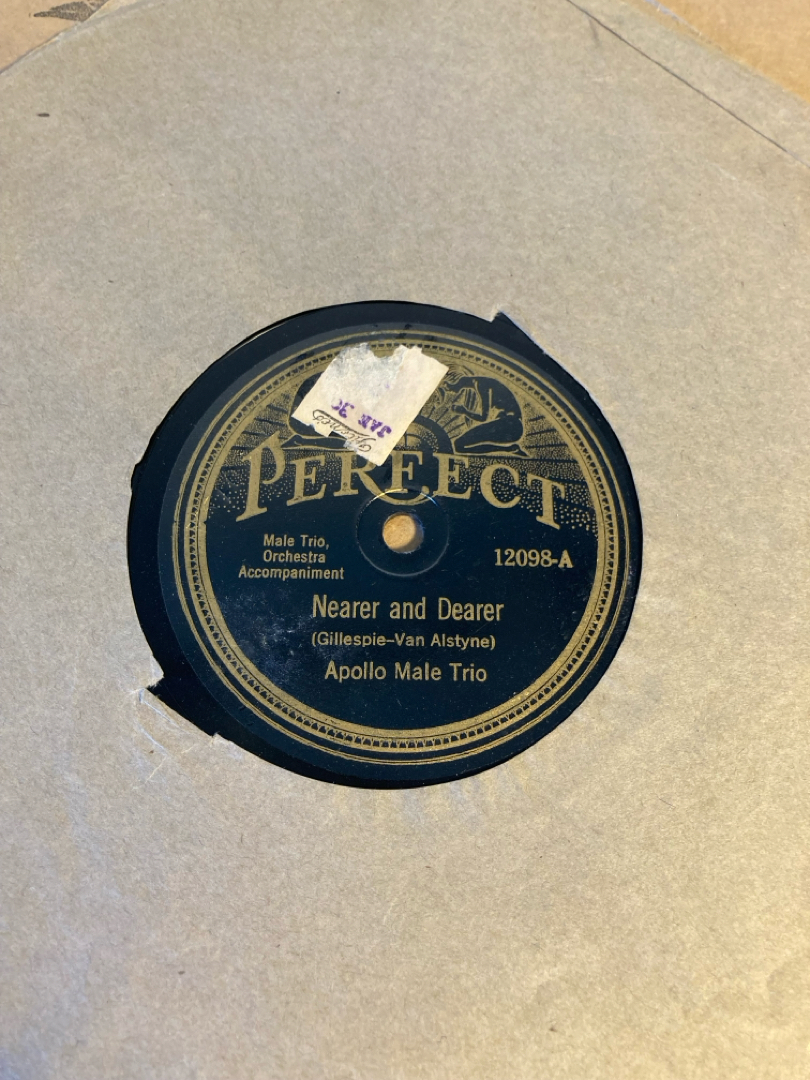 PERFECT
Male Trio,
Orchestra
Accompaniment
12098-A
Nearer and Dearer
(Gillespie-Van Alstyne)
Apollo Male Trio